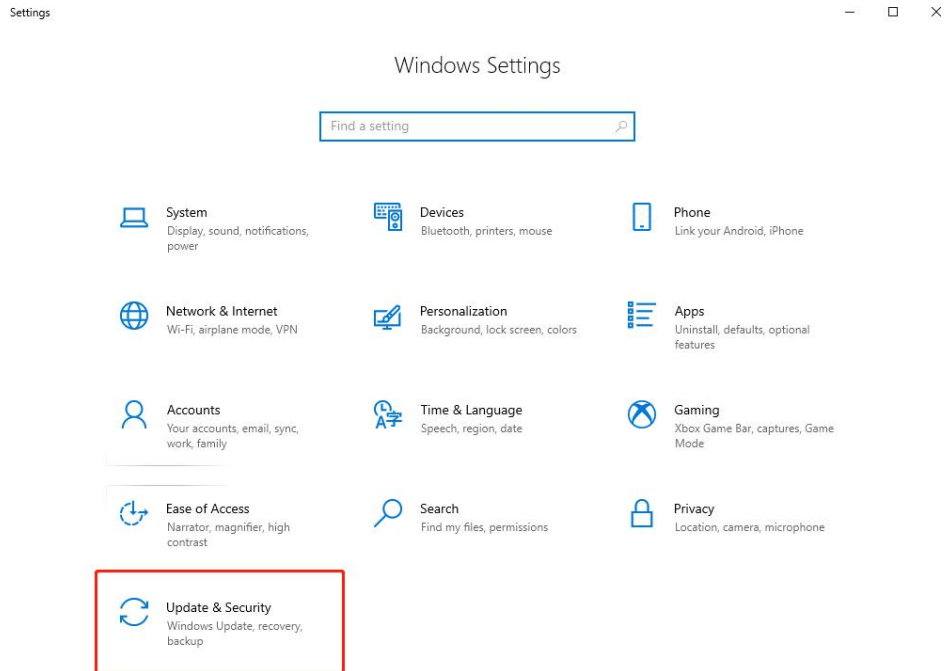 Settings
Windows Settings
Find a setting
System
Display, sound, notifications,
power
Devices
Bluetooth, printers, mouse
Phone
Link your Android, iPhone
Network & Internet
Wi-Fi, airplane mode, VPN
Personalization
Background, lock screen, colors
Apps
Uninstall, defaults, optional
features
Accounts
Your accounts, email, sync,
work, family
Time & Language
Speech, region, date
Gaming
Xbox Game Bar, captures, Game
Mode
Ease of Access
Narrator, magnifier, high
contrast
Search
Find my files, permissions
Privacy
Location, camera, microphone
Update & Security
Windows Update, recovery,
backup